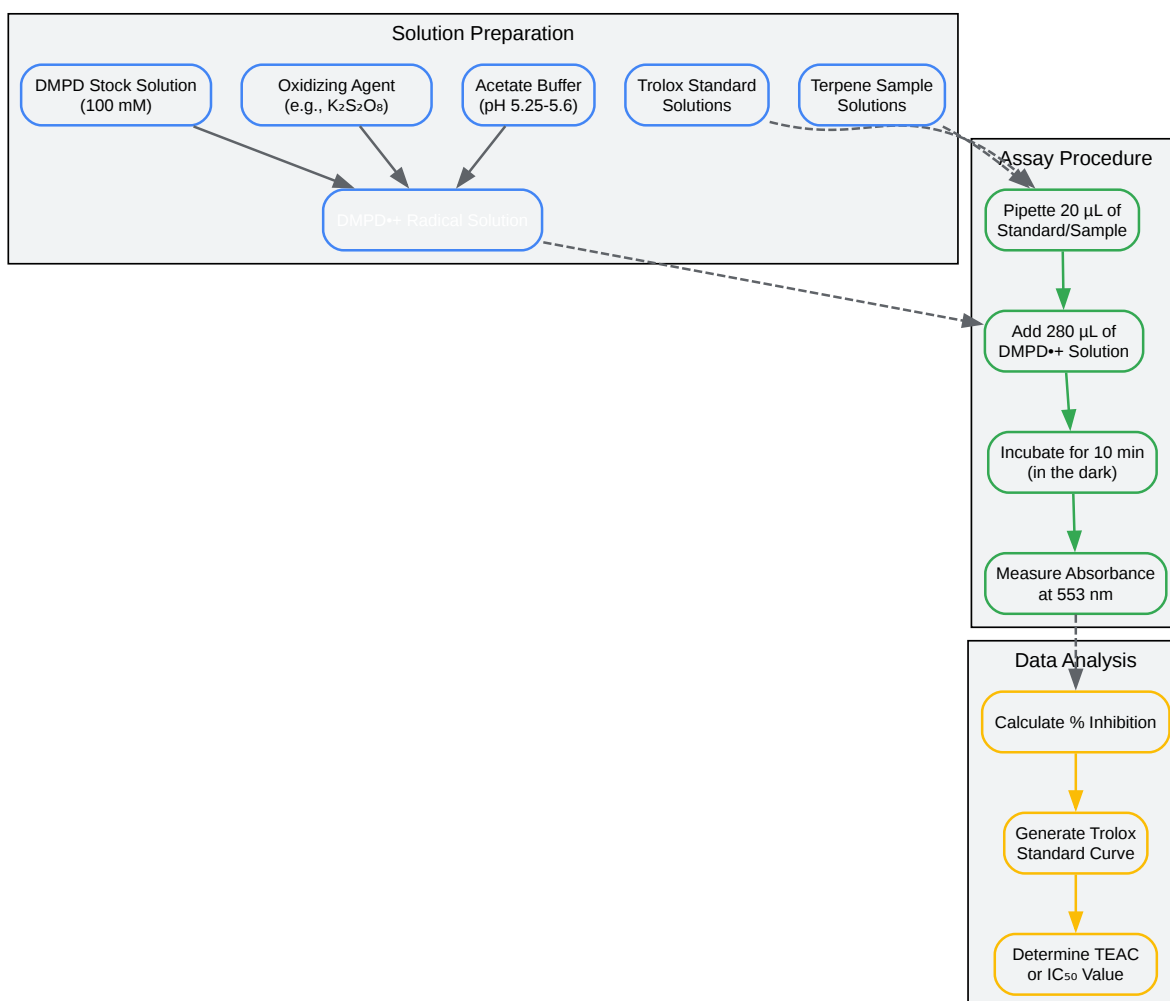 Solution Preparation
DMPD Stock Solution
(100 mM)
Oxidizing Agent
(e.g., K₂S₂O₈)
Acetate Buffer
(pH 5.25-5.6)
Trolox Standard
Solutions
Terpene Sample
Solutions
DMPD•+ Radical Solution
Assay Procedure
Pipette 20 µL of
Standard/Sample
Add 280 µL of
DMPD•+ Solution
Incubate for 10 min
(in the dark)
Measure Absorbance
at 553 nm
Data Analysis
Calculate % Inhibition
Generate Trolox
Standard Curve
Determine TEAC
or IC₅₀ Value